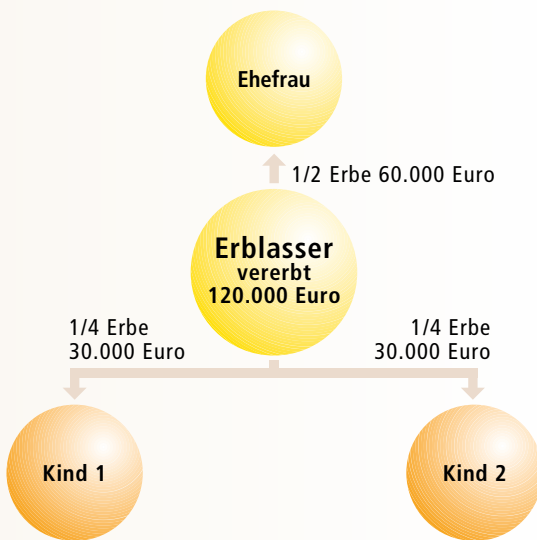 Ehefrau
1/2 Erbe 60.000 Euro
Erblasser
vererbt
120.000 Euro
1/4 Erbe
30.000 Euro
1/4 Erbe
30.000 Euro
Kind 1
Kind 2